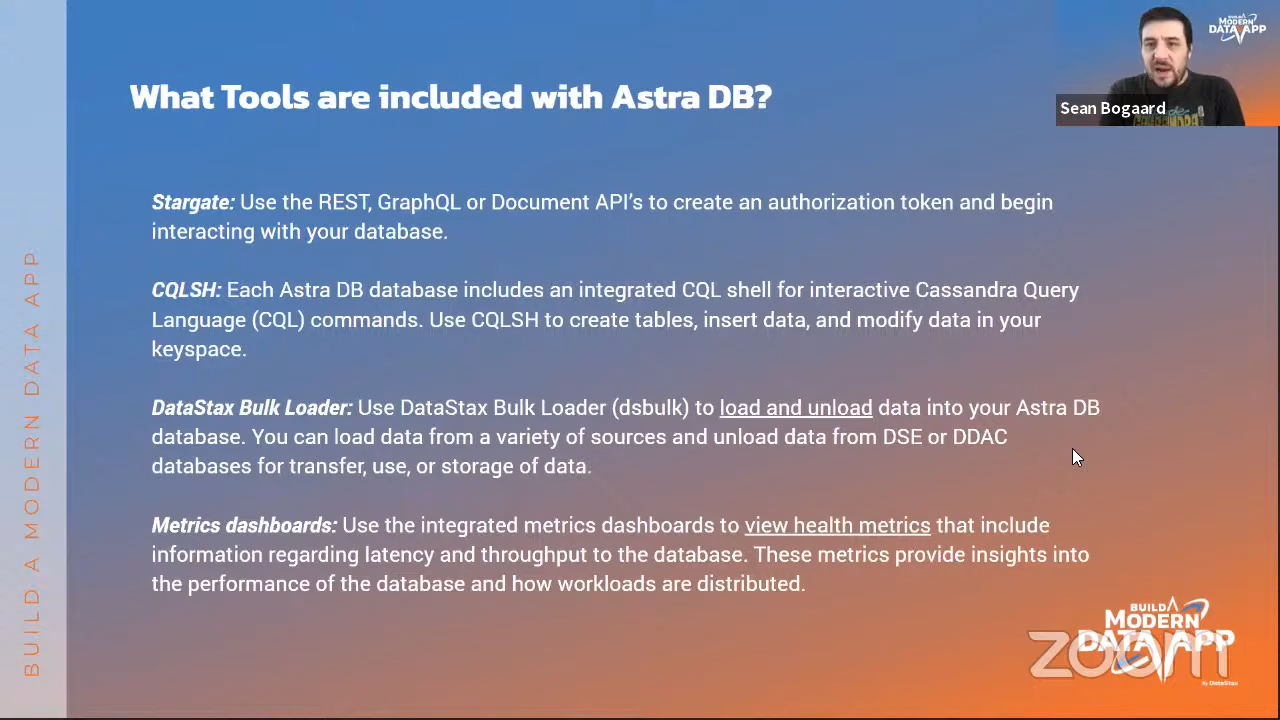 What Tools are included with Astra DB?
BUILD A
MODERN
DATA APP
Sean Bogaard
Stargate: Use the REST, GraphQL or Document API's to create an authorization token and begin
interacting with your database.
CQLSH: Each Astra DB database includes an integrated CQL shell for interactive Cassandra Query
Language (CQL) commands. Use CQLSH to create tables, insert data, and modify data in your
keyspace.
DataStax Bulk Loader: Use DataStax Bulk Loader (dsbulk) to load and unload data into your Astra DB
database. You can load data from a variety of sources and unload data from DSE or DDAC
databases for transfer, use, or storage of data.
Metrics dashboards: Use the integrated metrics dashboards to view health metrics that include
information regarding latency and throughput to the database. These metrics provide insights into
the performance of the database and how workloads are distributed.
BUILD A MODERN DATA APP
BUILD A
MODERN
DATA APP
By DataStax
zoom